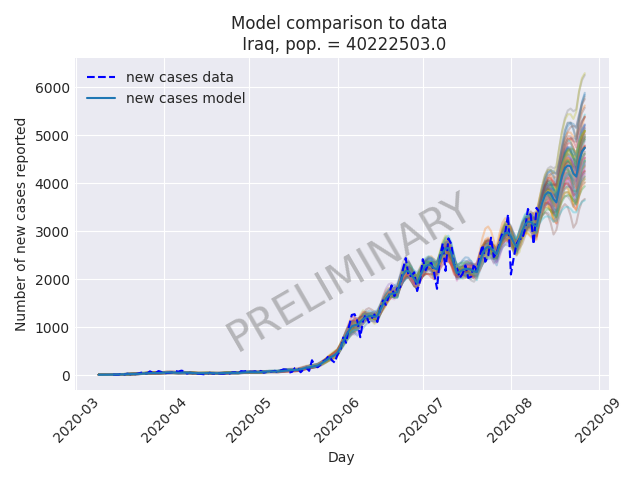 Model comparison to data
Iraq, pop. = 40222503.0
new cases data
new cases model
6000
5000
4000
3000
2000
1000
0
Number of new cases reported
PRELIMINARY
2020-03
2020-04
2020-05
2020-06
2020-07
2020-08
2020-09
Day